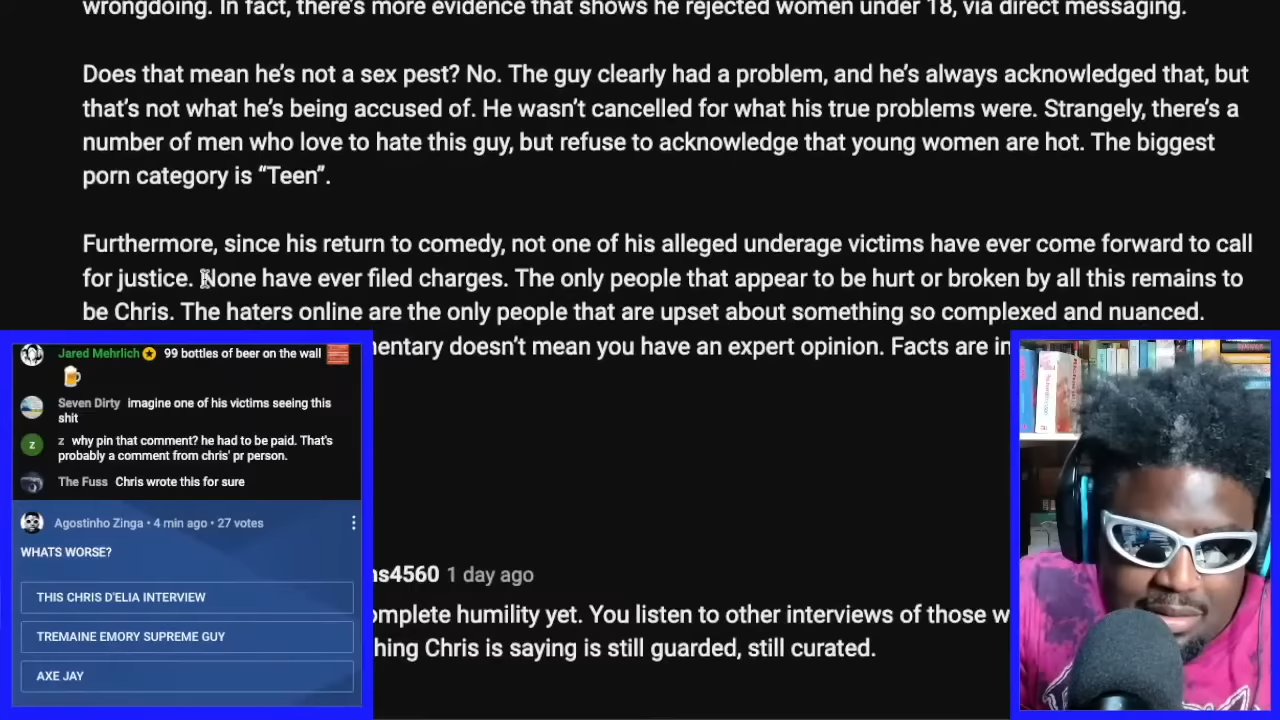 wrongdoing. In fact, there's more evidence that shows he rejected women under 18, via direct messaging.
Does that mean he's not a sex pest? No. The guy clearly had a problem, and he's always acknowledged that, but
that's not what he's being accused of. He wasn't cancelled for what his true problems were. Strangely, there's a
number of men who love to hate this guy, but refuse to acknowledge that young women are hot. The biggest
porn category is “Teen”.
Furthermore, since his return to comedy, not one of his alleged underage victims have ever come forward to call
for justice. None have ever filed charges. The only people that appear to be hurt or broken by all this remains to
be Chris. The haters online are the only people that are upset about something so complexed and nuanced.
mentary doesn't mean you have an expert opinion. Facts are in
ns4560 1 day ago
omplete humility yet. You listen to other interviews of those w
hing Chris is saying is still guarded, still curated.
Jared Mehrlich 99 bottles of beer on the wall
Seven Dirty imagine one of his victims seeing this
shit
z why pin that comment? he had to be paid. That's
probably a comment from chris' pr person.
The Fuss Chris wrote this for sure
Agostinho Zinga • 4 min ago • 27 votes
WHATS WORSE?
THIS CHRIS D'ELIA INTERVIEW
TREMAINE EMORY SUPREME GUY
AXE JAY